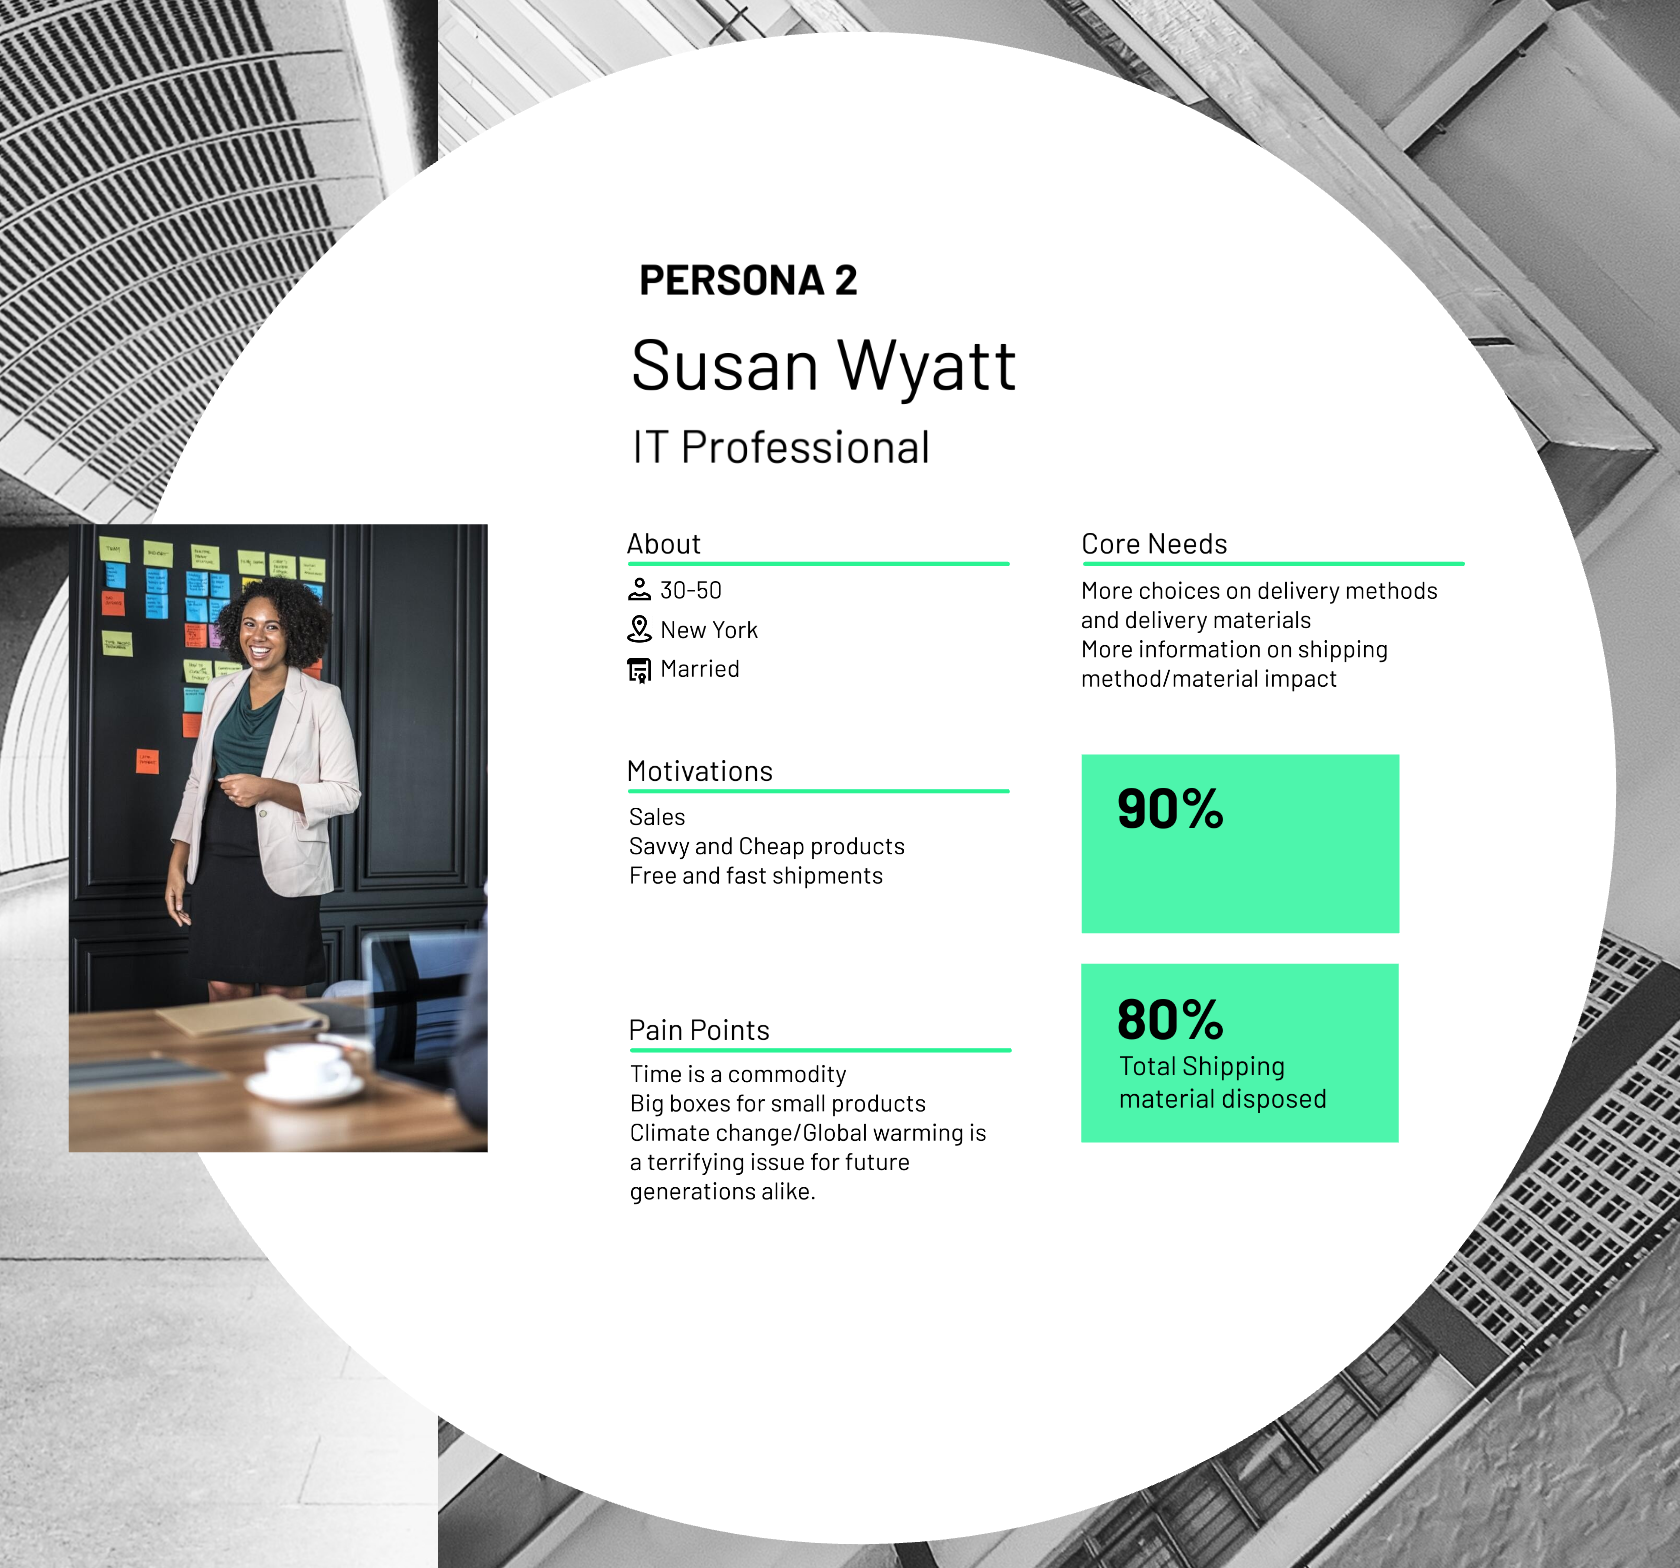 PERSONA 2
Susan Wyatt
IT Professional
About
30-50
New York
Married
Motivations
Sales
Savvy and Cheap products
Free and fast shipments
Pain Points
Time is a commodity
Big boxes for small products
Climate change/Global warming is
a terrifying issue for future
generations alike.
Core Needs
More choices on delivery methods
and delivery materials
More information on shipping
method/material impact
90%
80%
Total Shipping
material disposed